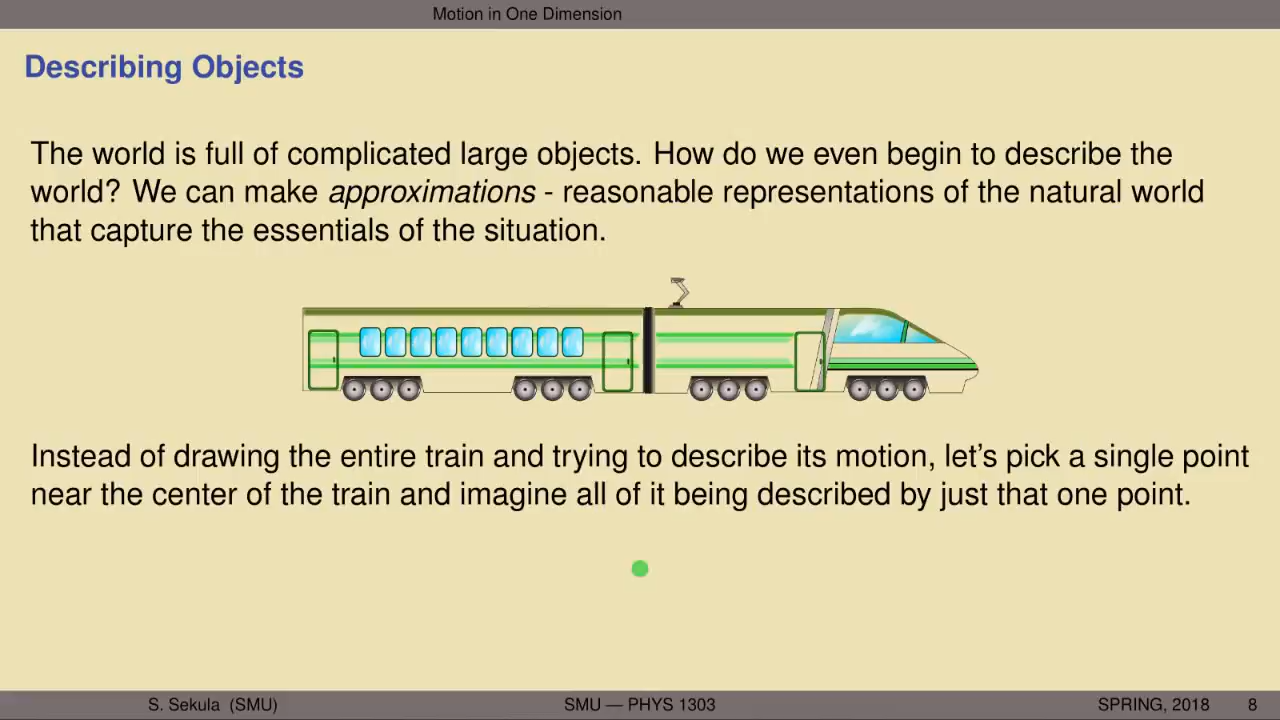 Motion in One Dimension
Describing Objects
The world is full of complicated large objects. How do we even begin to describe the
world? We can make approximations - reasonable representations of the natural world
that capture the essentials of the situation.
Instead of drawing the entire train and trying to describe its motion, let's pick a single point
near the center of the train and imagine all of it being described by just that one point.
S. Sekula (SMU) SMU — PHYS 1303 SPRING, 2018 8